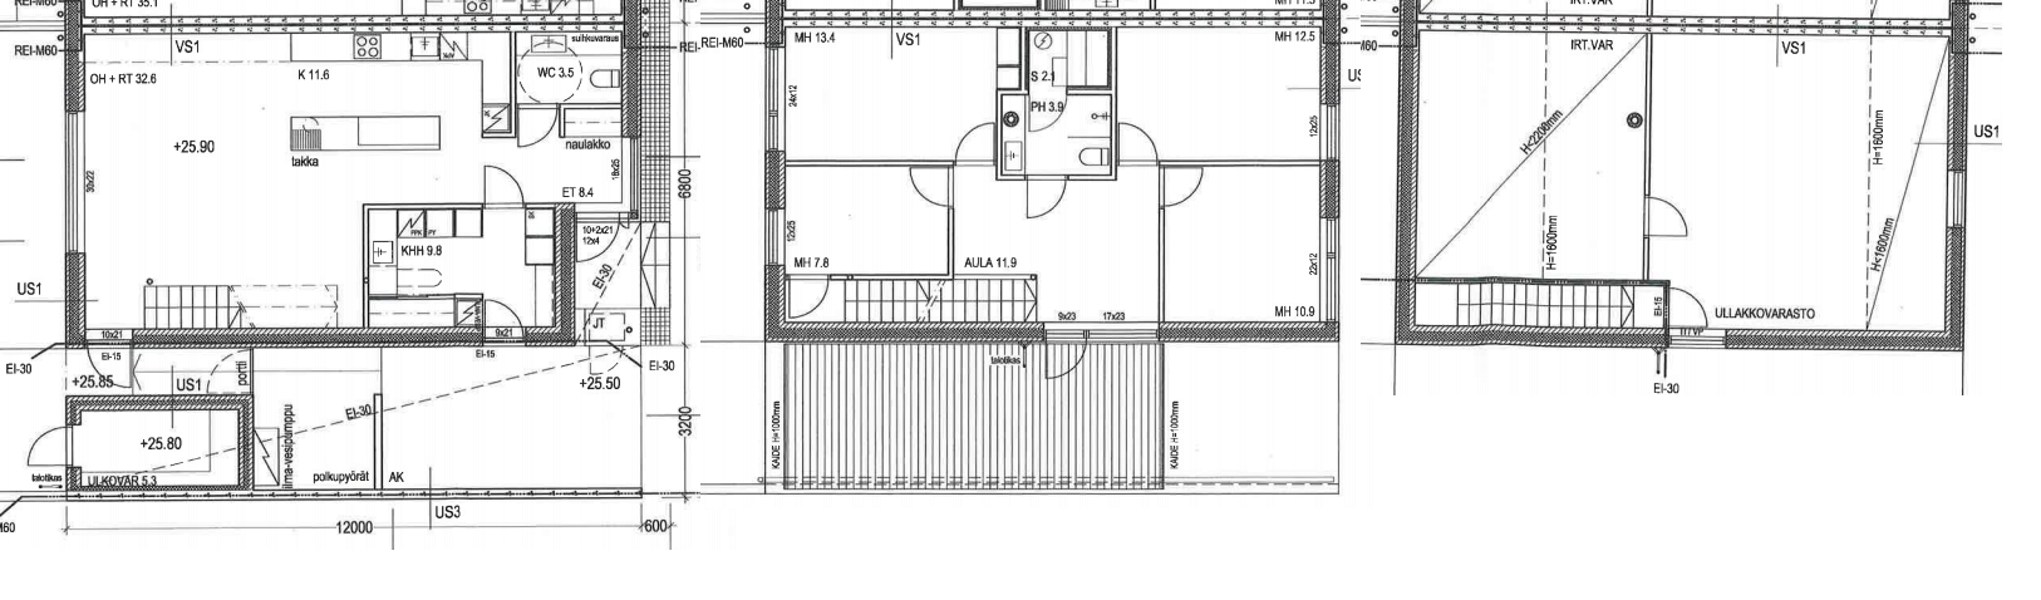 REI-M60
OH + RT 35.1
REI-M60
VS1
OH + RT 32.6
K 11.6
suihkuvaraus
WC 3.5
REI-
+25.90
takka
naulakko
30x22
18x25
ET 8.4
6800
PPK
PY
KHH 9.8
10+2x21
12x4
EI-30
US1
JT
10x21
9x21
EI-15
EI-15
EI-30
EI-30
+25.85
US1
portti
+25.50
EI-30
+25.80
ilma-vesipumppu
3200
talotikas
ULKOVAR 5.3
polkupyörät
AK
US3
M60
12000
600
MH 11.3
REI-M60
MH 13.4
VS1
MH 12.5
S 2.1
24x12
PH 3.9
12x25
12x25
MH 7.8
AULA 11.9
22x12
MH 10.9
9x23
17x23
talotikas
KAIDE H=1000mm
KAIDE H=1000mm
IRT.VAR
M60
IRT.VAR
VS1
US1
H<2200mm
H=1600mm
H=1600mm
H<1600mm
EI-15
ULLAKKOVARASTO
EI-30